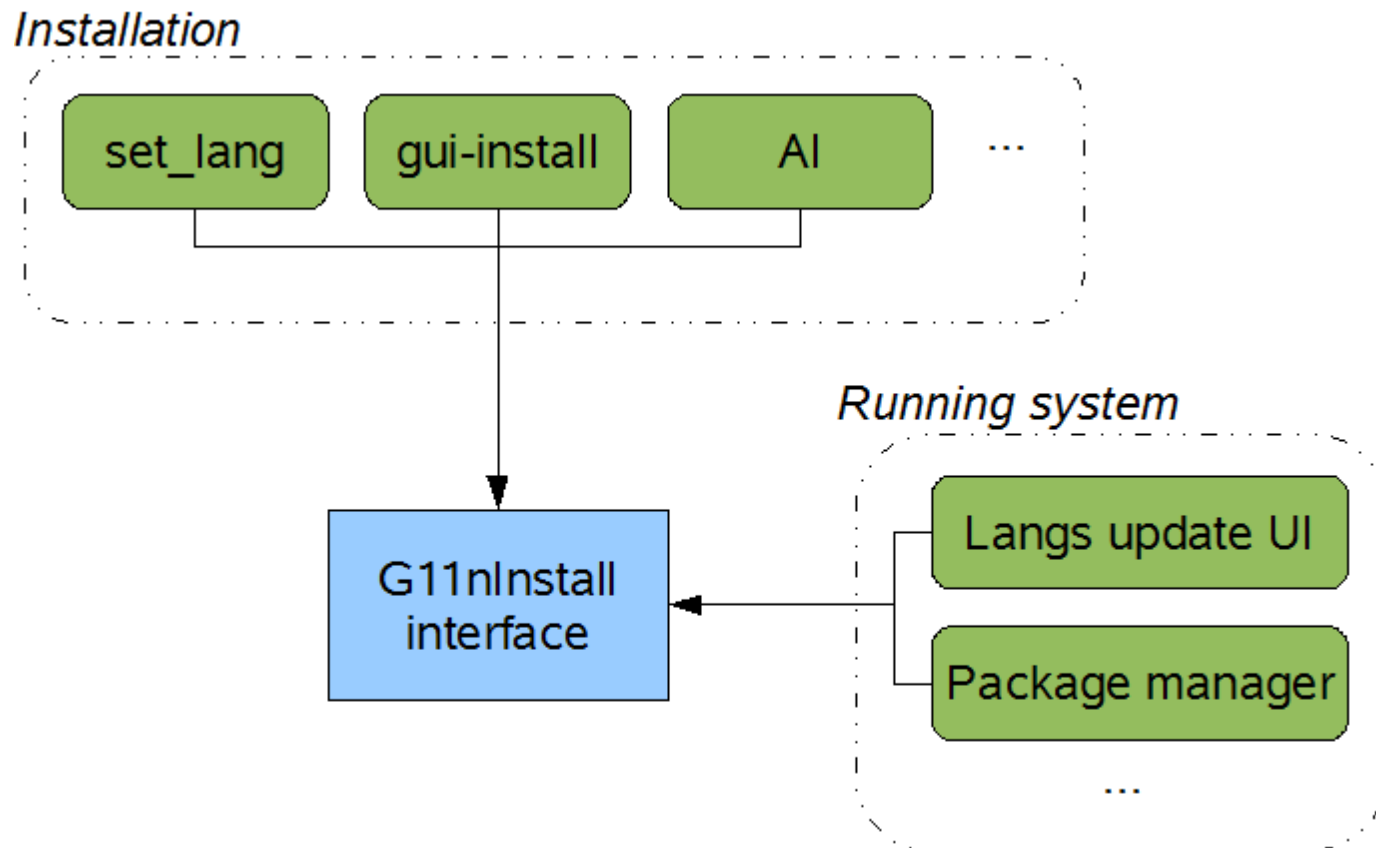 Installation
set_lang
gui-install
AI
...
Running system
Langs update UI
G11nInstall
interface
Package manager
...